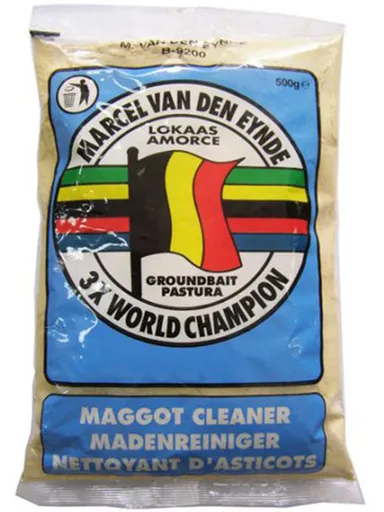 M. VAN DEN EYNDE
B-9200
500g℮
MARCEL VAN DEN EYNDE
LOKAAS
AMORCE
GROUNDBAIT
PASTURA
3X WORLD CHAMPION
MAGGOT CLEANER
MADENREINIGER
NETTOYANT D'ASTICOTS